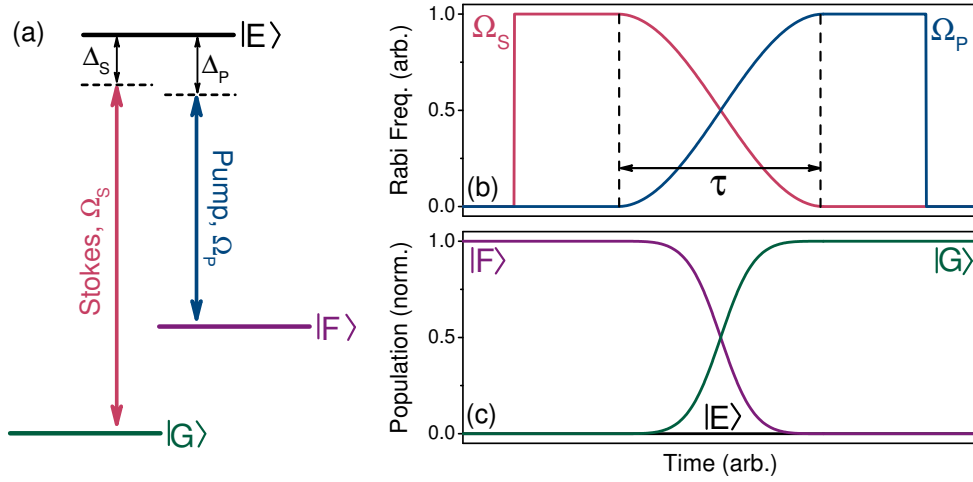 (a)
|E⟩
Δ_S
Δ_P
Stokes, Ω_S
Pump, Ω_P
|F⟩
|G⟩
Rabi Freq. (arb.)
1.0
0.5
0.0
Ω_S
Ω_P
τ
(b)
Population (norm.)
1.0
0.5
0.0
|F⟩
|G⟩
|E⟩
(c)
Time (arb.)